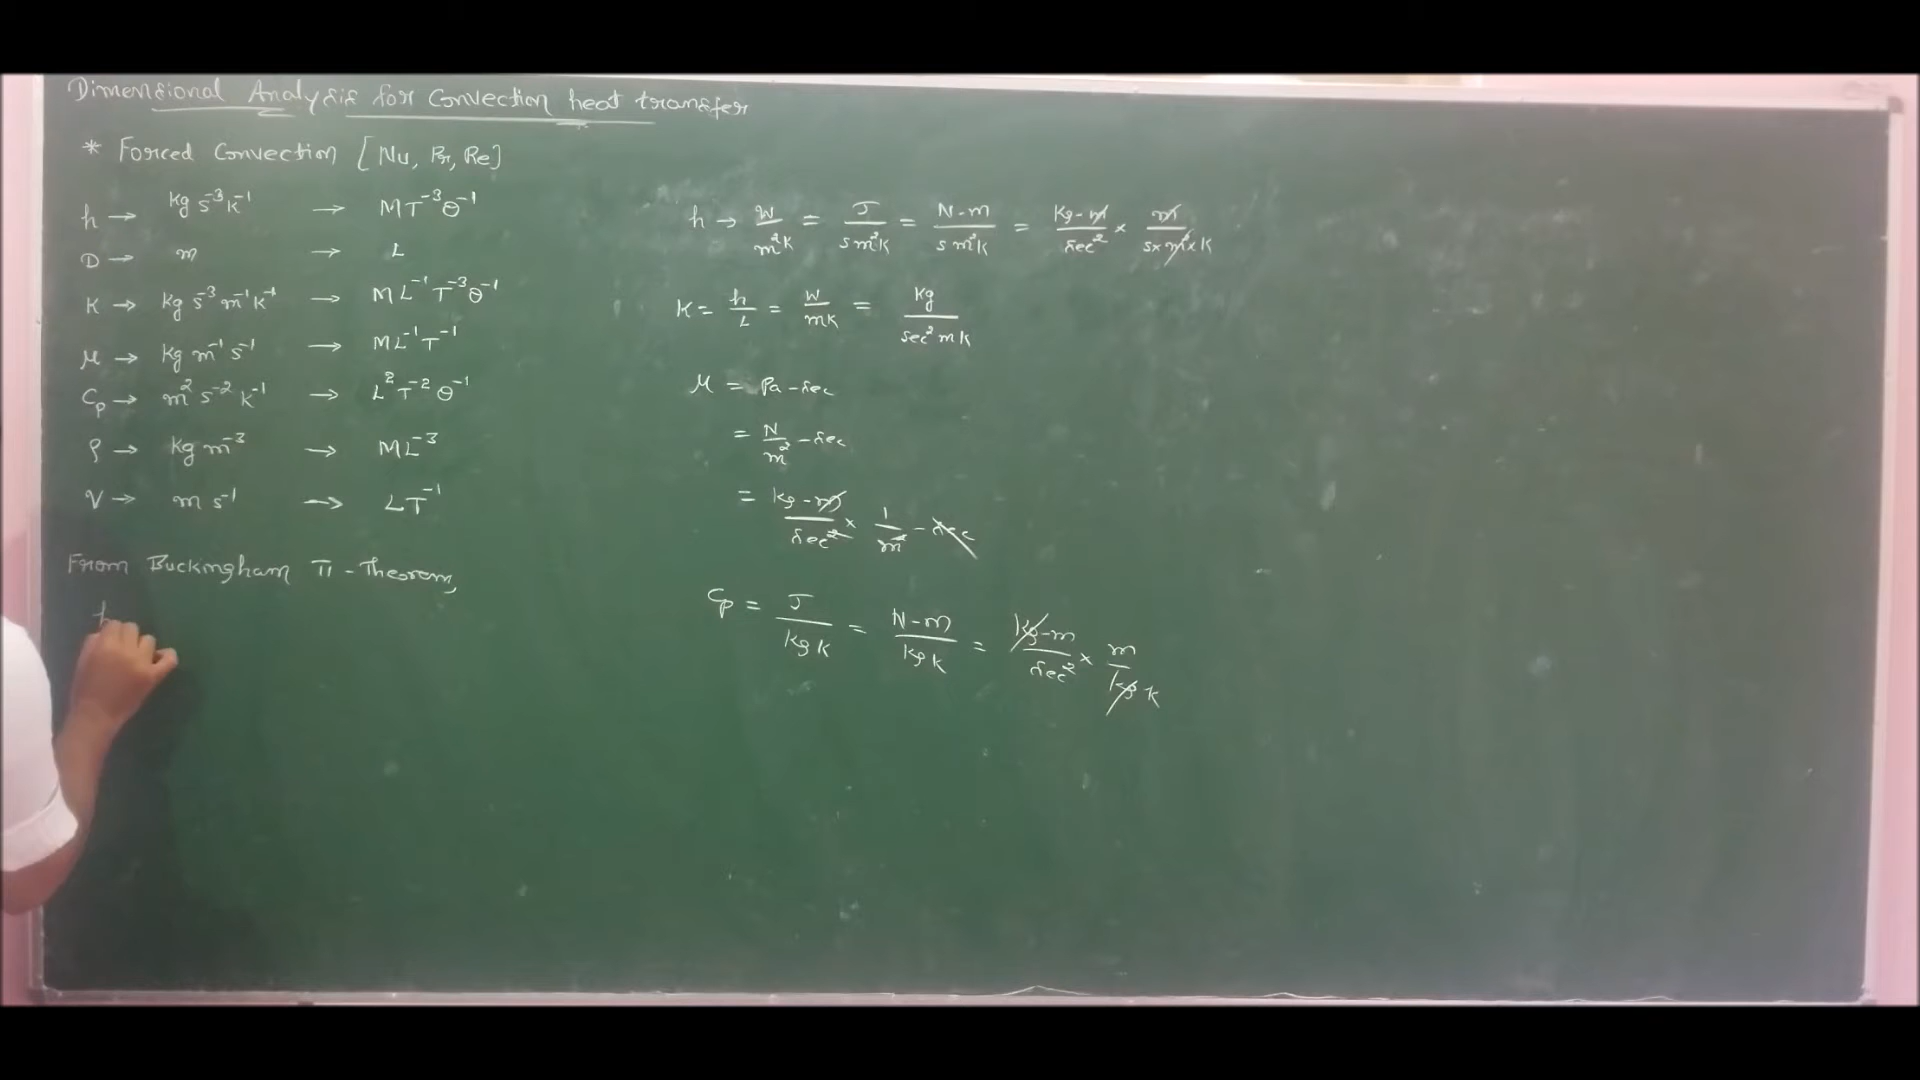 Dimensional Analysis for Convection heat transfer
* Forced Convection [Nu, Pr, Re]
h → kg s⁻³ K⁻¹ → MT⁻³θ⁻¹
D → m → L
K → kg s⁻³ m⁻¹ K⁻¹ → ML⁻¹T⁻³θ⁻¹
μ → kg m⁻¹ s⁻¹ → ML⁻¹T⁻¹
Cp → m² s⁻² K⁻¹ → L²T⁻²θ⁻¹
ρ → kg m⁻³ → ML⁻³
V → m s⁻¹ → LT⁻¹
From Buckingham π - Theorem,
h
h → W/m²K = J/s m²K = N-m/s m²K = kg-m/sec² × m/s×m²×K
K = h/L = W/mK = kg/sec² m K
μ = Pa-sec
= N/m² - sec
= kg-m/sec² × 1/m² - sec
Cp = J/kg K = N-m/kg K = kg-m/sec² × m/kg K